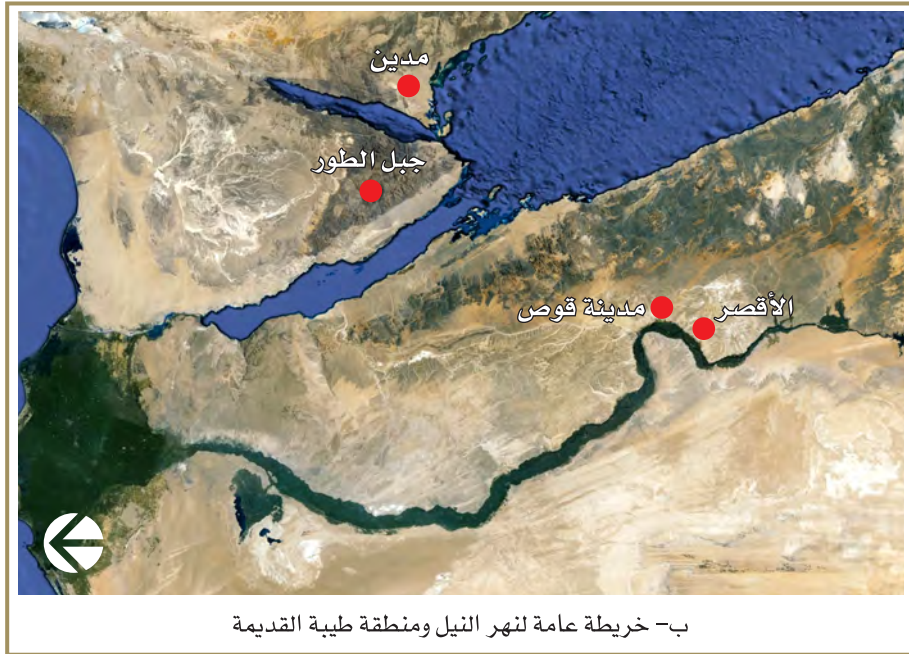 مدين
جبل الطور
مدينة قوص
الأقصر
ب- خريطة عامة لنهر النيل ومنطقة طيبة القديمة